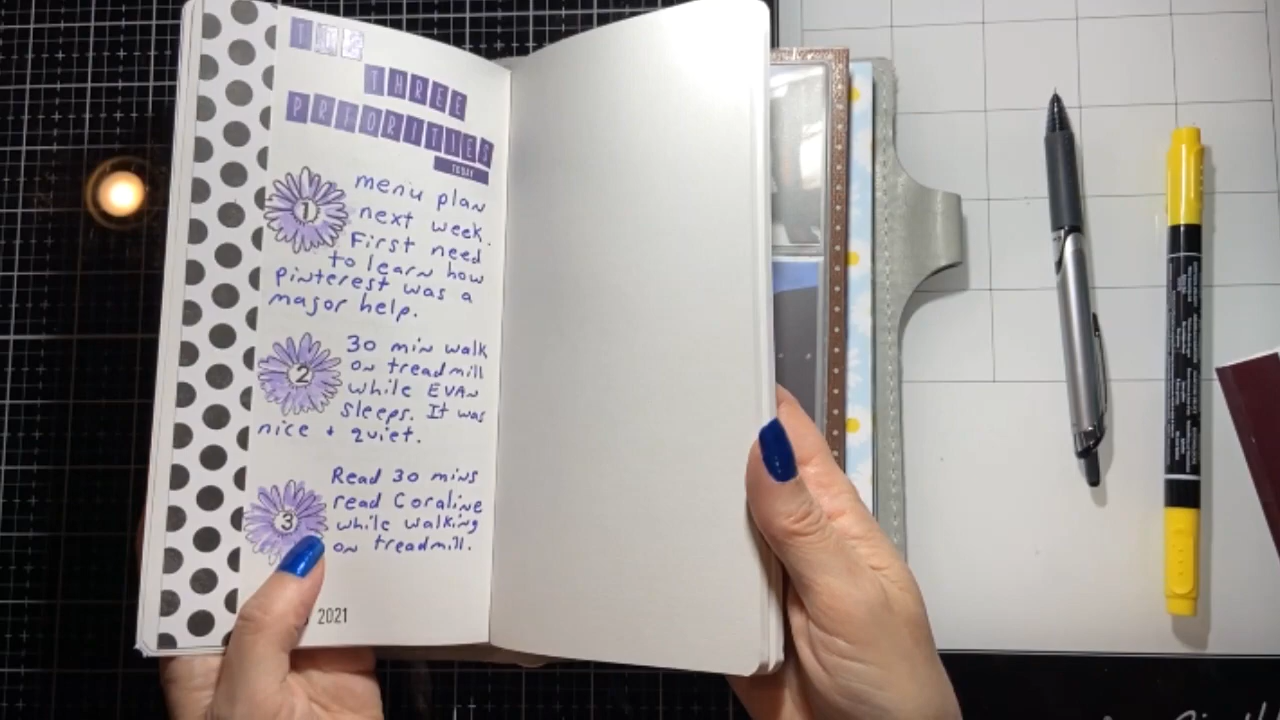 TOP
THREE
PRIORITIES
TODAY
1
menu plan
next week.
First need
to learn how
Pinterest was a
major help.
2
30 min walk
on treadmill
while EVAN
sleeps. It was
nice + quiet.
3
Read 30 mins
read Coraline
while walking
on treadmill.
2021